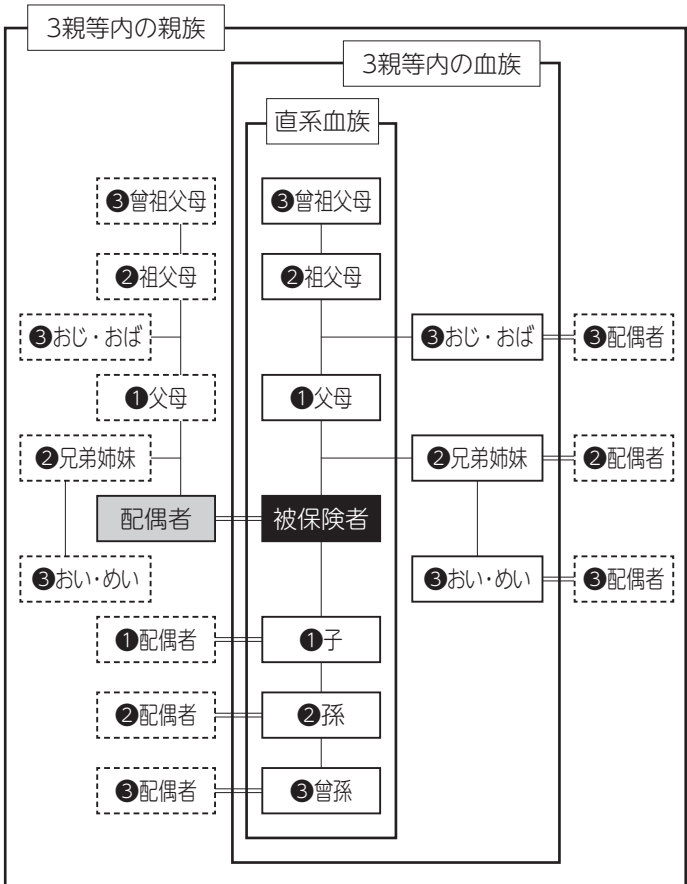 3親等内の親族
3親等内の血族
直系血族
❸曾祖父母
❸曾祖父母
❷祖父母
❷祖父母
❸おじ・おば
❸おじ・おば
❸配偶者
❶父母
❶父母
❷兄弟姉妹
❷兄弟姉妹
❷配偶者
配偶者
被保険者
❸おい・めい
❸おい・めい
❸配偶者
❶配偶者
❶子
❷配偶者
❷孫
❸配偶者
❸曾孫